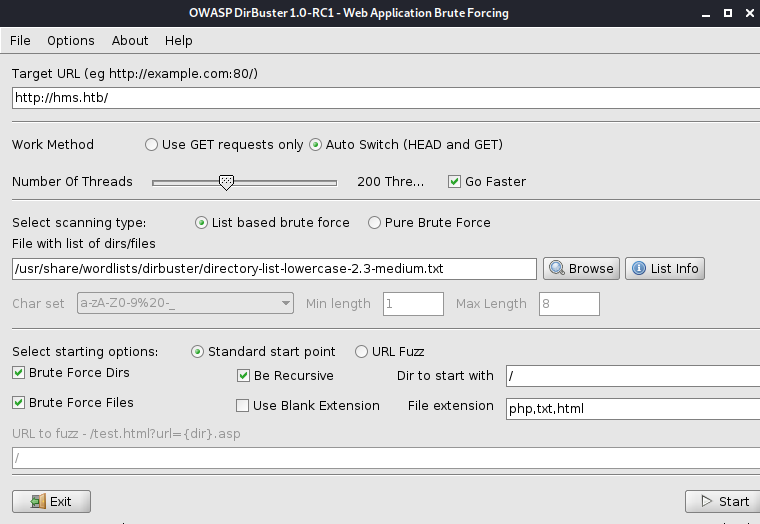 OWASP DirBuster 1.0-RC1 - Web Application Brute Forcing
File Options About Help
Target URL (eg http://example.com:80/)
http://hms.htb/
Work Method Use GET requests only Auto Switch (HEAD and GET)
Number Of Threads 200 Thre... Go Faster
Select scanning type: List based brute force Pure Brute Force
File with list of dirs/files
/usr/share/wordlists/dirbuster/directory-list-lowercase-2.3-medium.txt Browse List Info
Char set a-zA-Z0-9%20-_ Min length 1 Max Length 8
Select starting options: Standard start point URL Fuzz
Brute Force Dirs Be Recursive Dir to start with /
Brute Force Files Use Blank Extension File extension php,txt,html
URL to fuzz - /test.html?url={dir}.asp
/
Exit Start